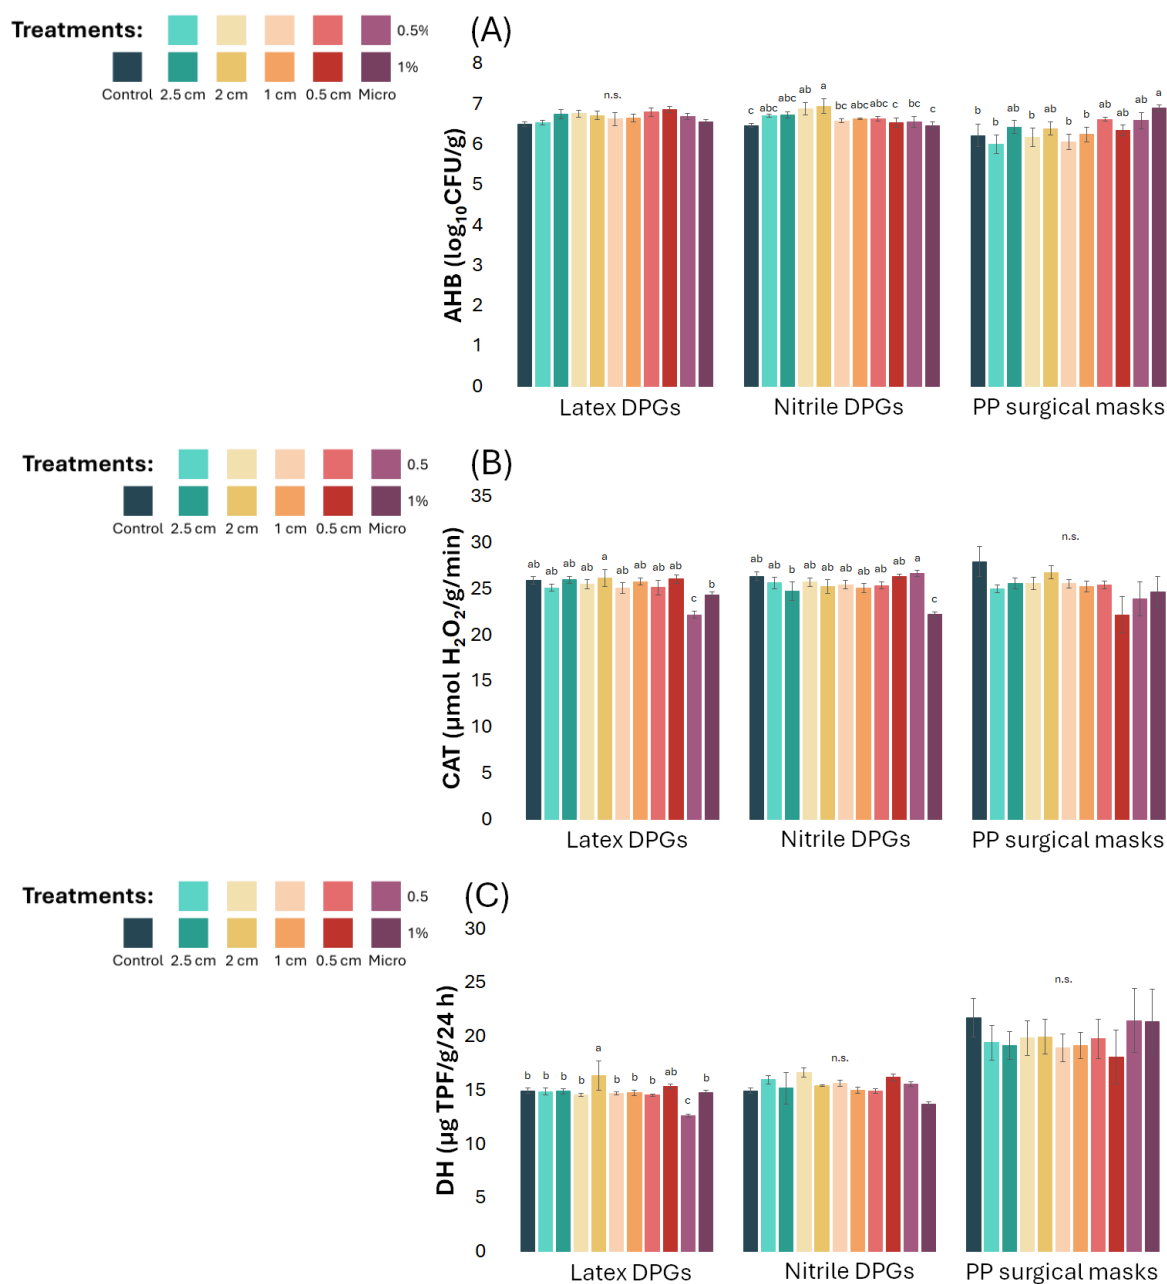 Treatments:
0.5%
1%
Control 2.5 cm 2 cm 1 cm 0.5 cm Micro
(A)
AHB (log₁₀CFU/g)
8
7
6
5
4
3
2
1
0
n.s.
c abc abc ab a bc abc abc c bc c
b b ab b ab b b ab ab ab a
Latex DPGs Nitrile DPGs PP surgical masks
Treatments:
0.5
1%
Control 2.5 cm 2 cm 1 cm 0.5 cm Micro
(B)
CAT (µmol H₂O₂/g/min)
35
30
25
20
15
10
5
0
ab ab ab ab a ab ab ab ab c b
ab ab b ab ab ab ab ab ab a c
n.s.
Latex DPGs Nitrile DPGs PP surgical masks
Treatments:
0.5
1%
Control 2.5 cm 2 cm 1 cm 0.5 cm Micro
(C)
DH (µg TPF/g/24 h)
30
25
20
15
10
5
0
b b b b a b b b ab c b
n.s.
n.s.
Latex DPGs Nitrile DPGs PP surgical masks